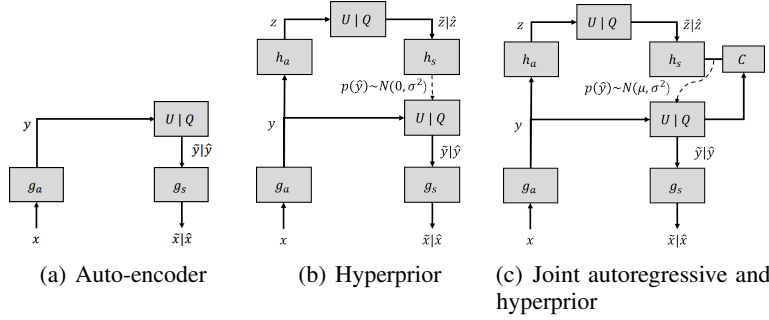 y
U | Q
ỹ|ŷ
g_a
g_s
x
x̃|x̂
(a) Auto-encoder
z
U | Q
z̃|ẑ
h_a
h_s
p(ŷ)~N(0, σ²)
y
U | Q
ỹ|ŷ
g_a
g_s
x
x̃|x̂
(b) Hyperprior
z
U | Q
z̃|ẑ
h_a
h_s
C
p(ŷ)~N(μ, σ²)
y
U | Q
ỹ|ŷ
g_a
g_s
x
x̃|x̂
(c) Joint autoregressive and
hyperprior